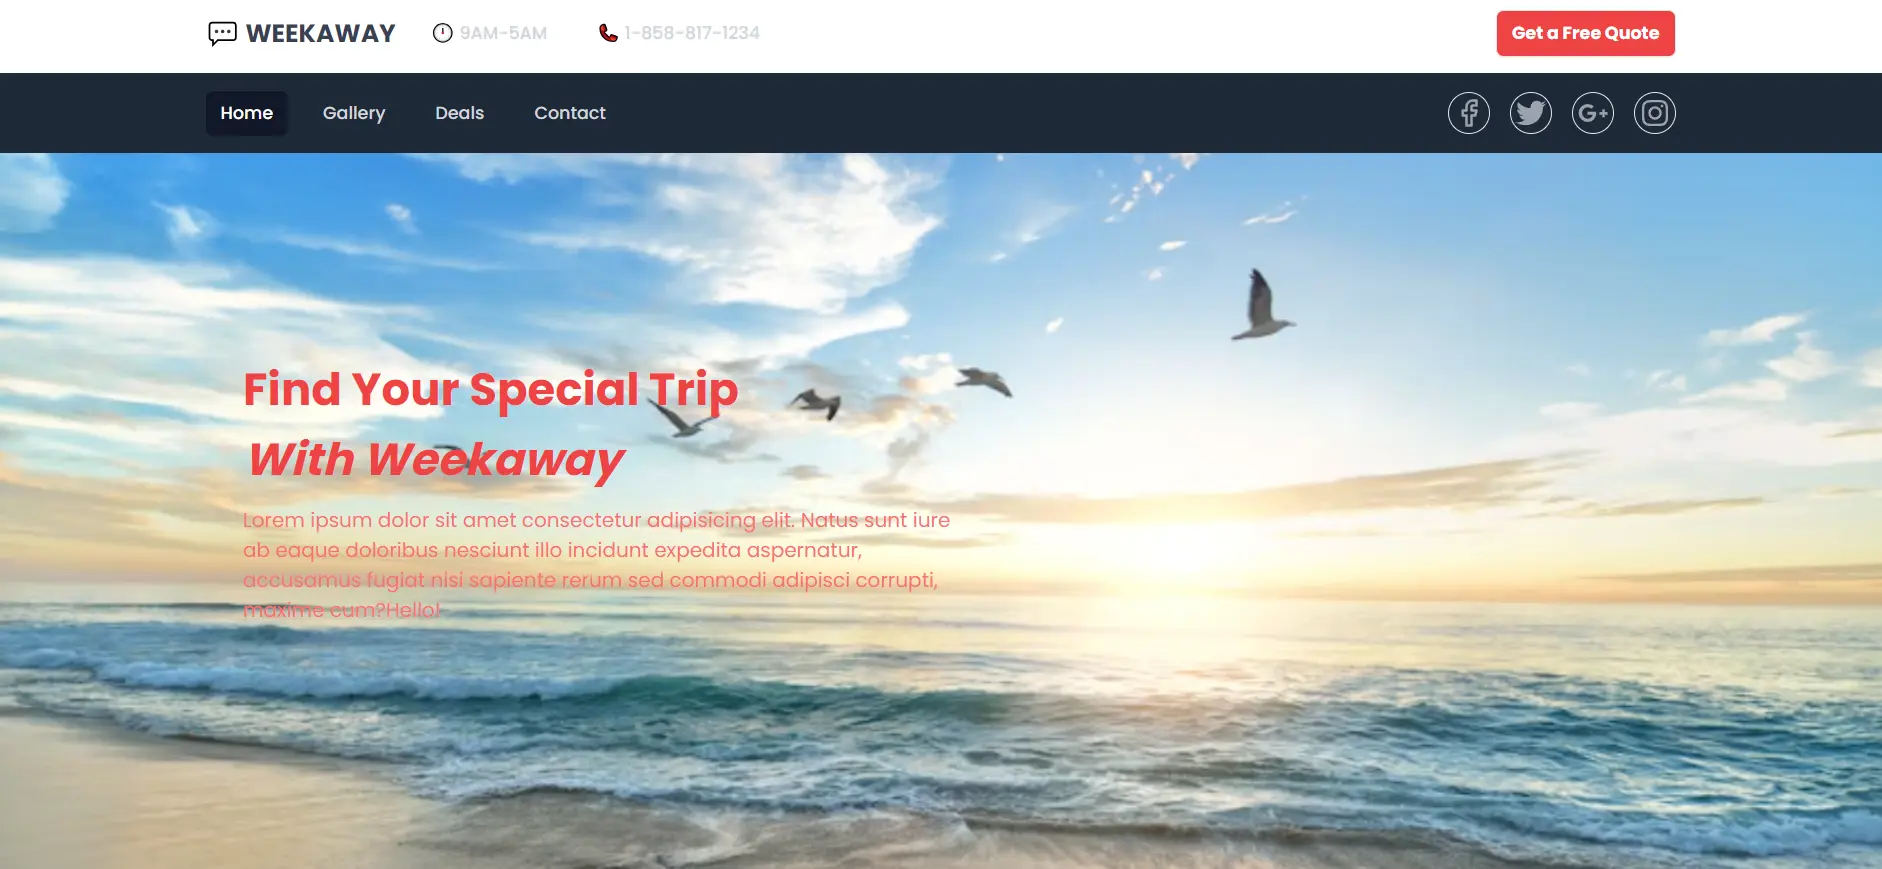 WEEKAWAY
9AM-5AM
1-858-817-1234
Get a Free Quote
Home
Gallery
Deals
Contact
Find Your Special Trip
With Weekaway
Lorem ipsum dolor sit amet consectetur adipisicing elit. Natus sunt iure
ab eaque doloribus nesciunt illo incidunt expedita aspernatur,
accusamus fugiat nisi sapiente rerum sed commodi adipisci corrupti,
maxime cum?Hello!